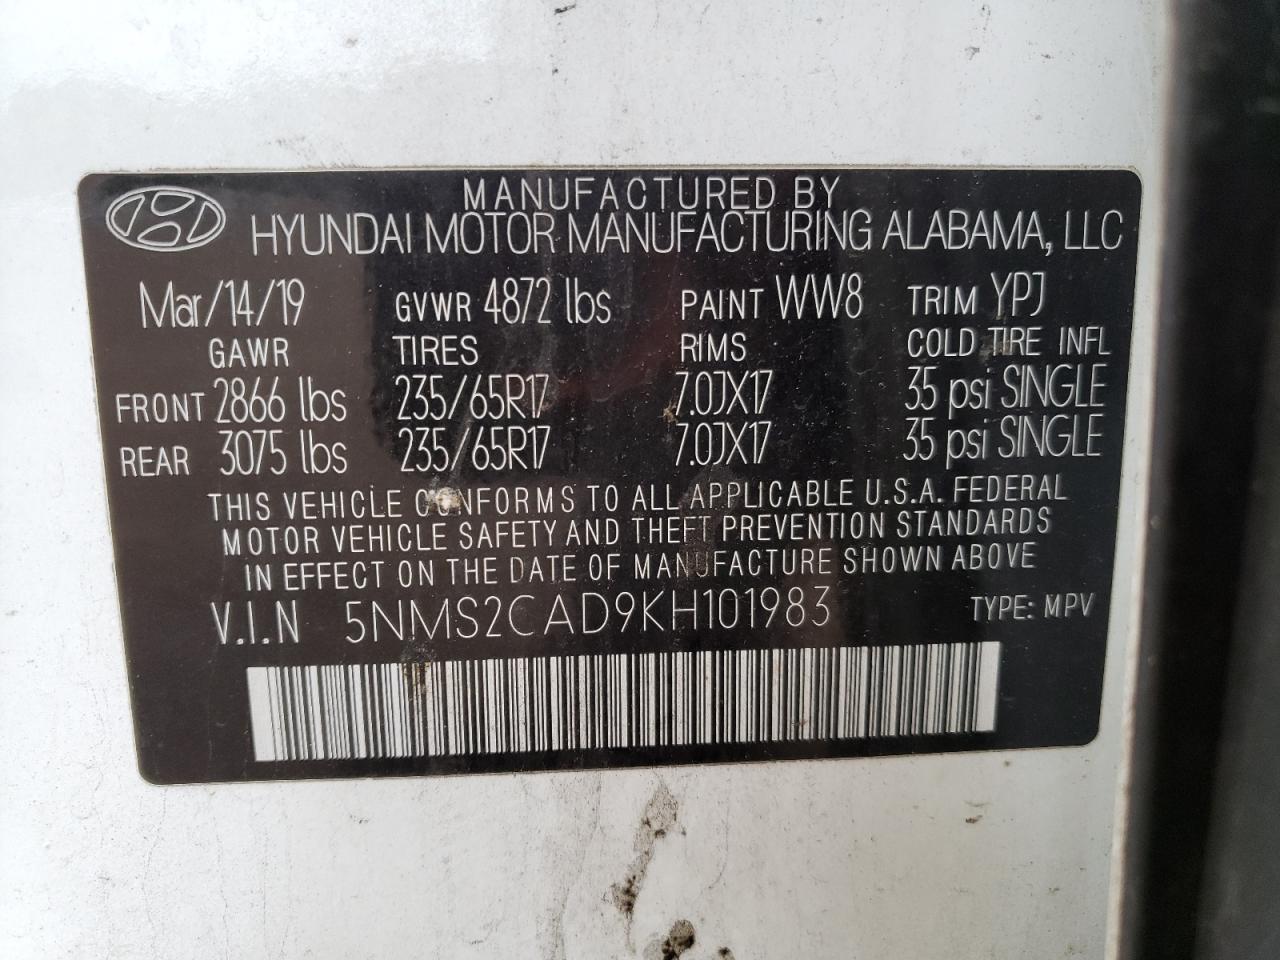 MANUFACTURED BY
HYUNDAI MOTOR MANUFACTURING ALABAMA, LLC
Mar/14/19 GVWR 4872 lbs PAINT WW8 TRIM YPJ
GAWR TIRES RIMS COLD TIRE INFL
FRONT 2866 lbs 235/65R17 7.0JX17 35 psi SINGLE
REAR 3075 lbs 235/65R17 7.0JX17 35 psi SINGLE
THIS VEHICLE CONFORMS TO ALL APPLICABLE U.S.A. FEDERAL
MOTOR VEHICLE SAFETY AND THEFT PREVENTION STANDARDS
IN EFFECT ON THE DATE OF MANUFACTURE SHOWN ABOVE
V.I.N 5NMS2CAD9KH101983 TYPE: MPV